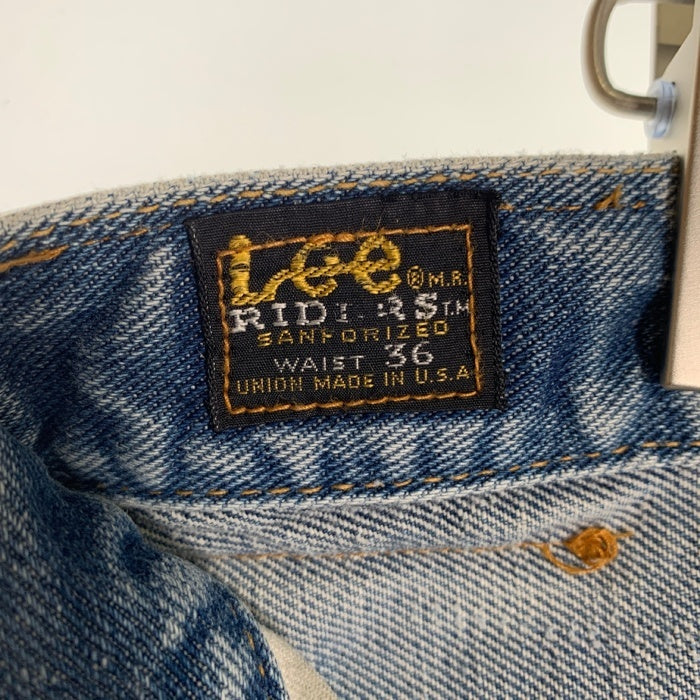 Lee ® M.R.
RIDERS T.M.
SANFORIZED
WAIST 36
UNION MADE IN U.S.A